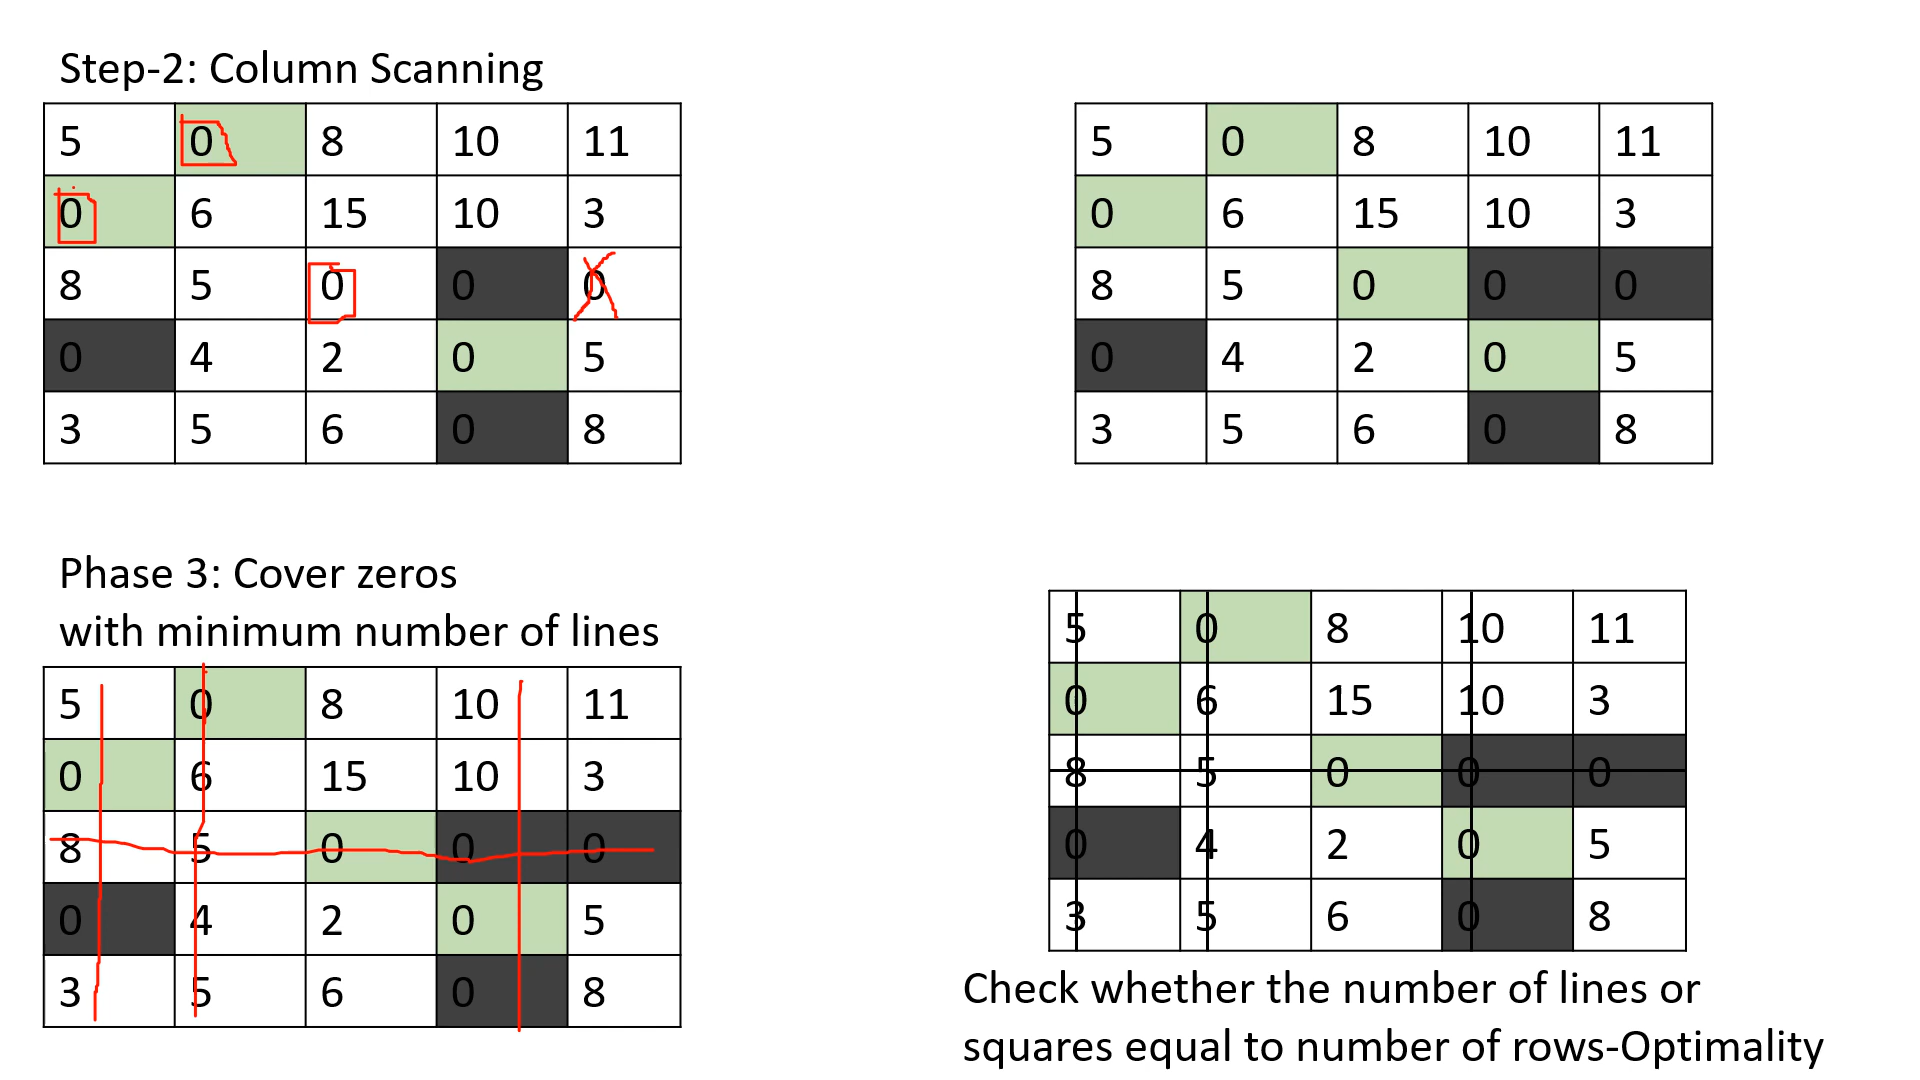 Step-2: Column Scanning
5 0 8 10 11
0 6 15 10 3
8 5 0 0 0
0 4 2 0 5
3 5 6 0 8
5 0 8 10 11
0 6 15 10 3
8 5 0 0 0
0 4 2 0 5
3 5 6 0 8
Phase 3: Cover zeros
with minimum number of lines
5 0 8 10 11
0 6 15 10 3
8 5 0 0 0
0 4 2 0 5
3 5 6 0 8
5 0 8 10 11
0 6 15 10 3
8 5 0 0 0
0 4 2 0 5
3 5 6 0 8
Check whether the number of lines or
squares equal to number of rows-Optimality